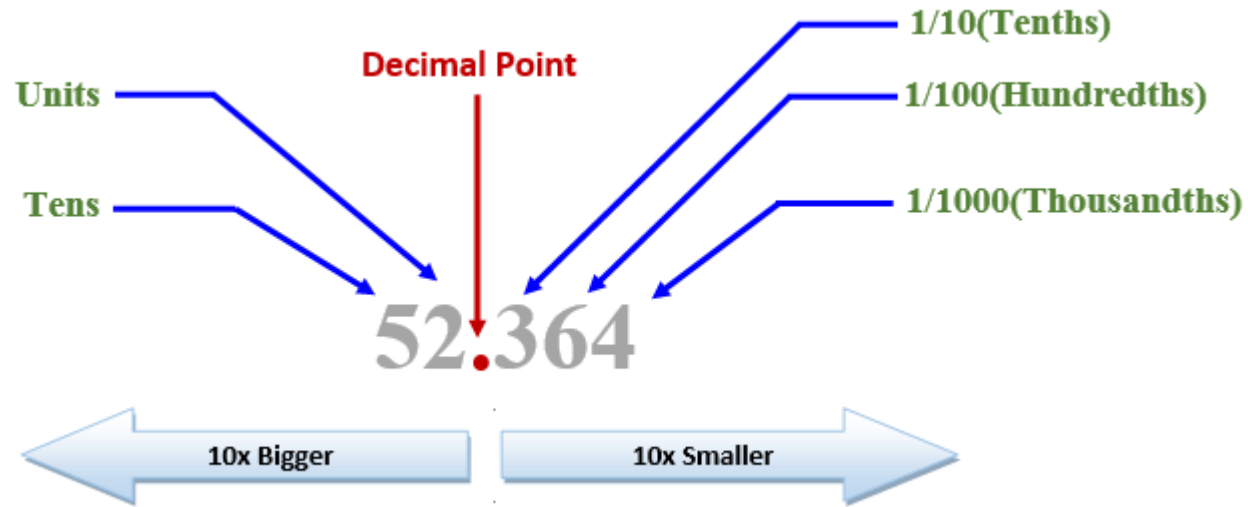 1/10(Tenths)
Decimal Point
Units
1/100(Hundredths)
Tens
1/1000(Thousandths)
52.364
10x Bigger
10x Smaller